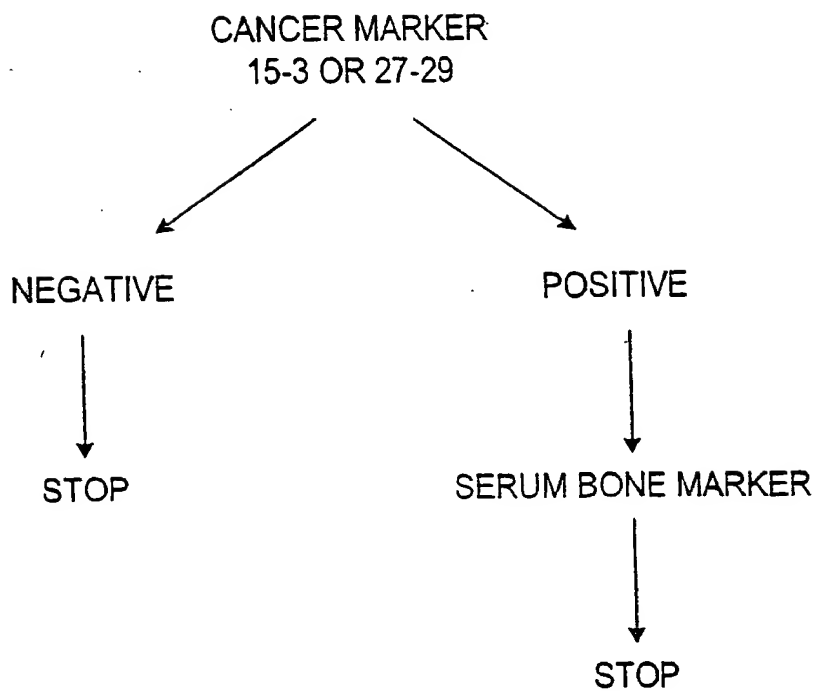 CANCER MARKER
15-3 OR 27-29
NEGATIVE
POSITIVE
STOP
SERUM BONE MARKER
STOP